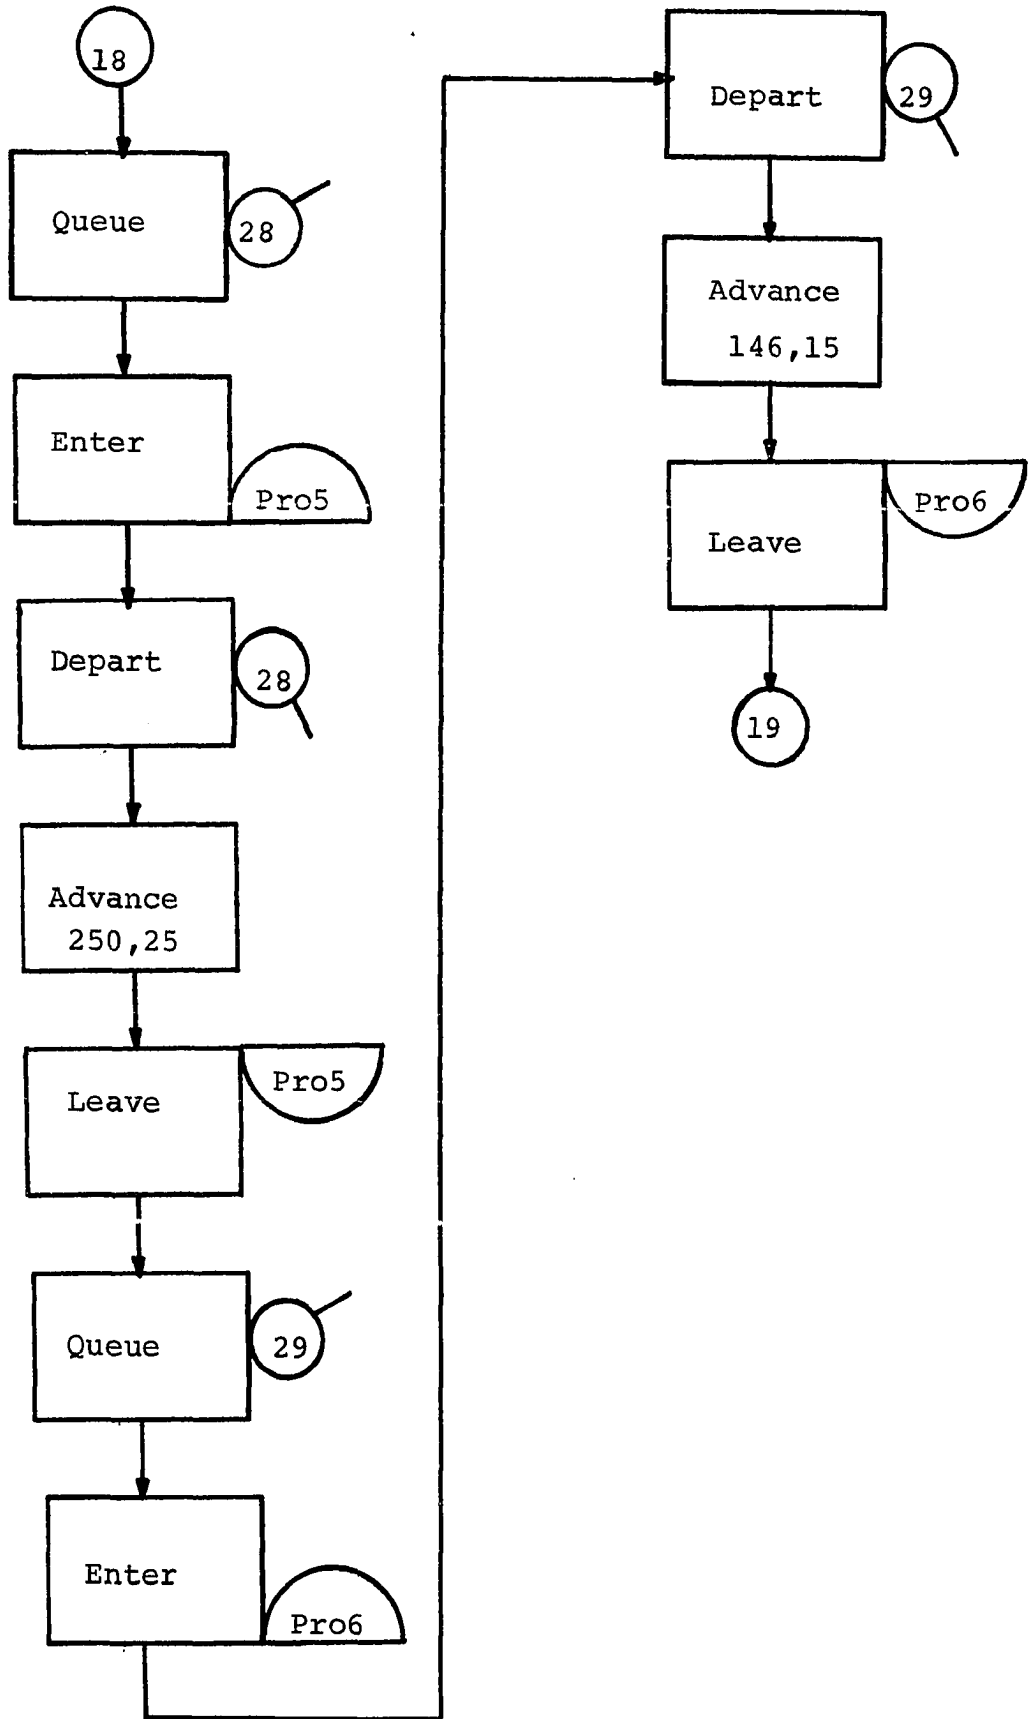 18
Queue
28
Enter
Pro5
Depart
28
Advance
250,25
Leave
Pro5
Queue
29
Enter
Pro6
Depart
29
Advance
146,15
Leave
Pro6
19